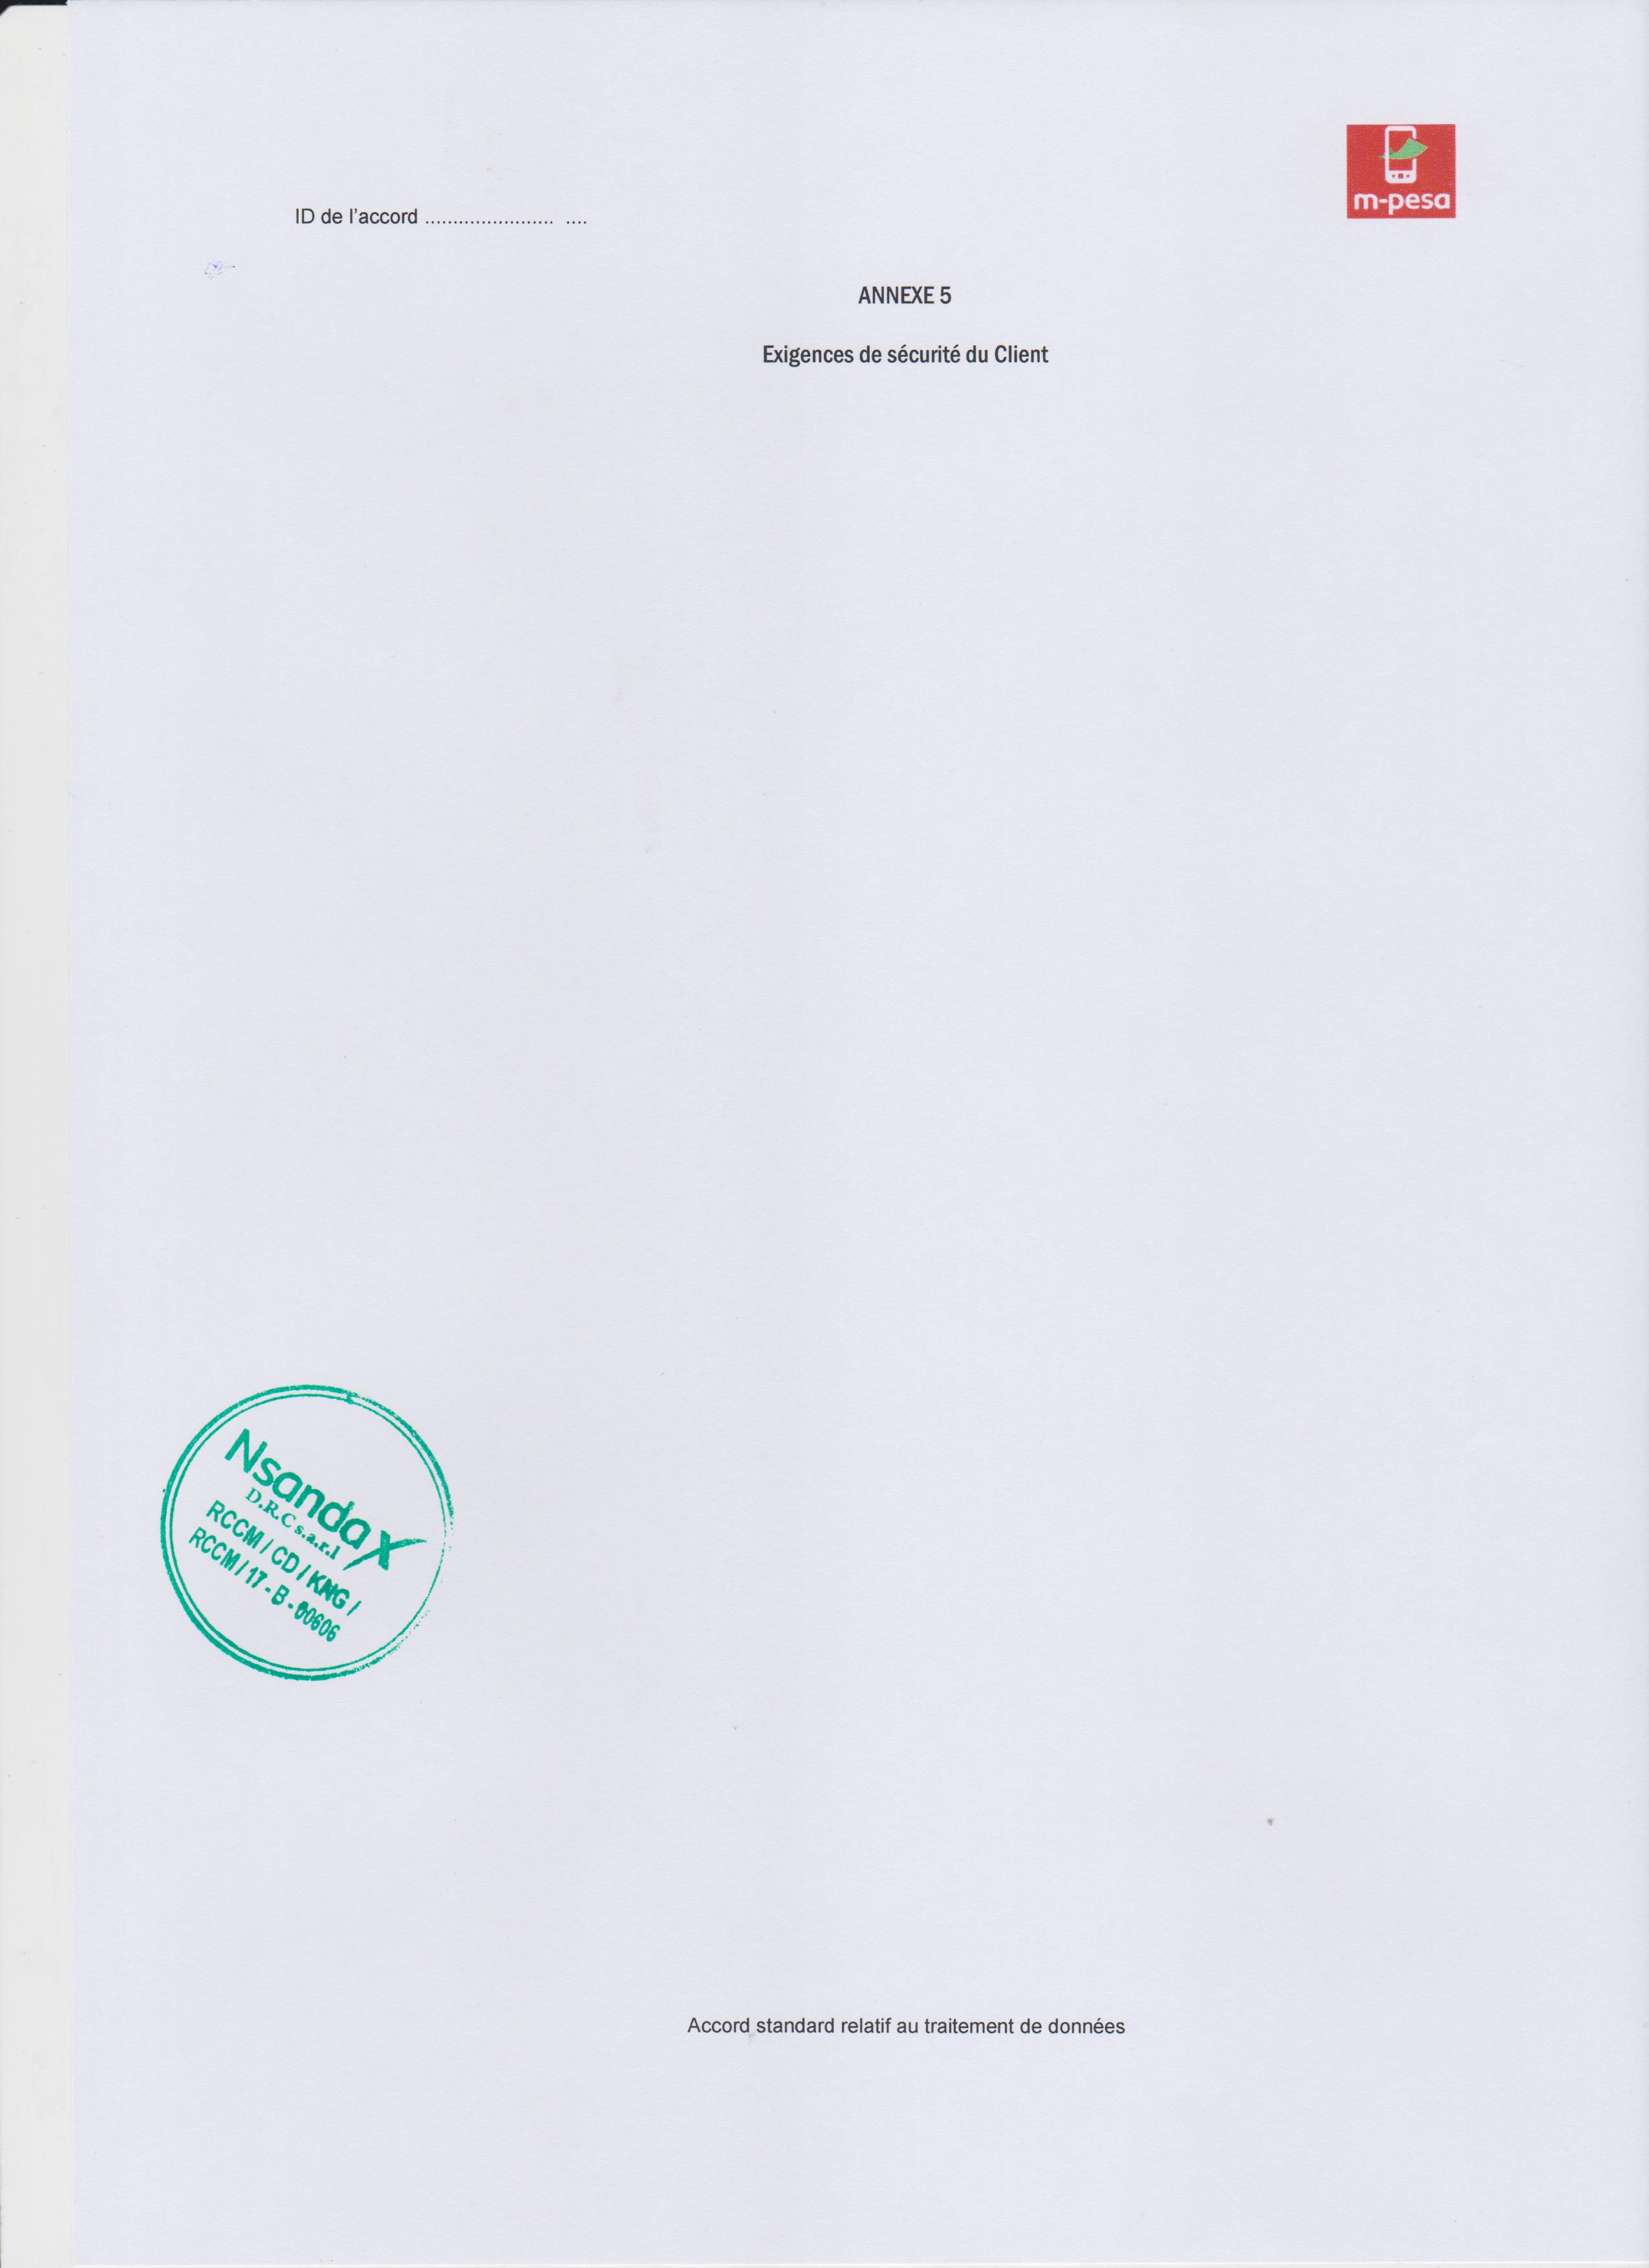 m-pesa
ID de l'accord ....................... ....
ANNEXE 5
Exigences de sécurité du Client
Nsanda X
D.R.C s.a.r.l
RCCM / CD / KNG /
RCCM / 17 - B - 00606
Accord standard relatif au traitement de données